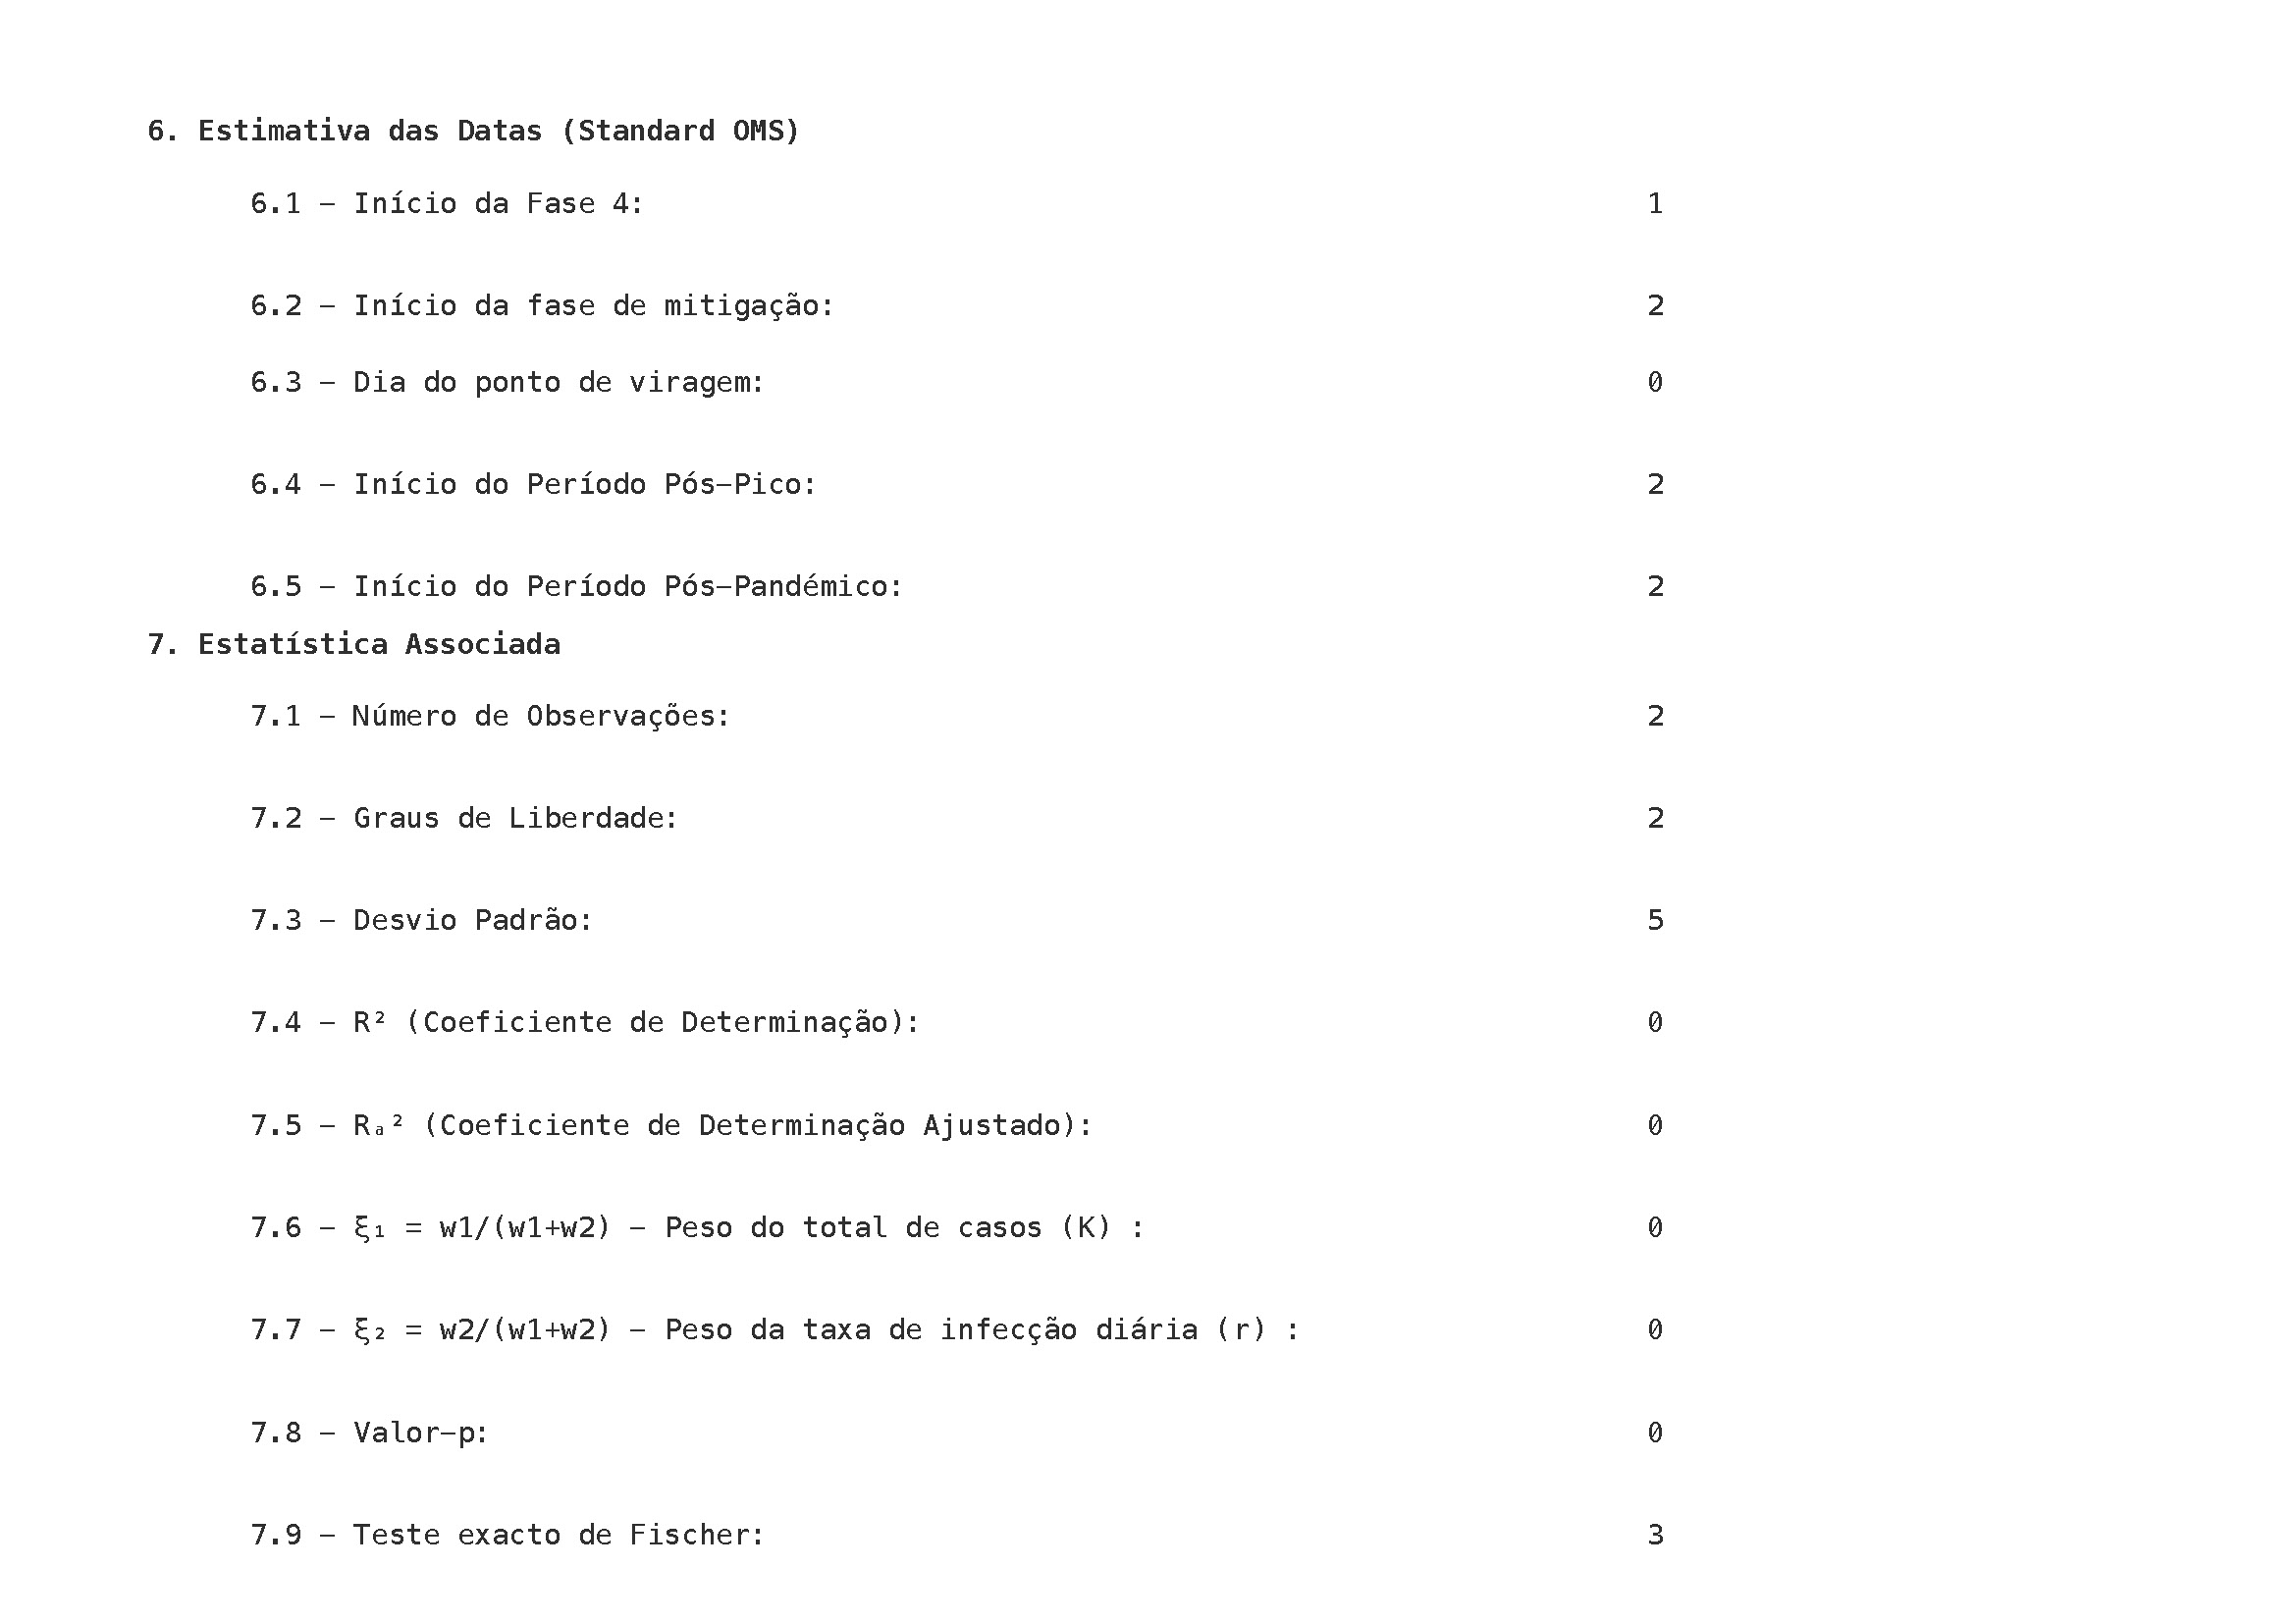 6. Estimativa das Datas (Standard OMS)
6.1 – Início da Fase 4: 1
6.2 – Início da fase de mitigação: 2
6.3 – Dia do ponto de viragem: 0
6.4 – Início do Período Pós–Pico: 2
6.5 – Início do Período Pós–Pandémico: 2
7. Estatística Associada
7.1 – Número de Observações: 2
7.2 – Graus de Liberdade: 2
7.3 – Desvio Padrão: 5
7.4 – R² (Coeficiente de Determinação): 0
7.5 – Rₐ² (Coeficiente de Determinação Ajustado): 0
7.6 – ξ₁ = w1/(w1+w2) – Peso do total de casos (K) : 0
7.7 – ξ₂ = w2/(w1+w2) – Peso da taxa de infecção diária (r) : 0
7.8 – Valor–p: 0
7.9 – Teste exacto de Fischer: 3